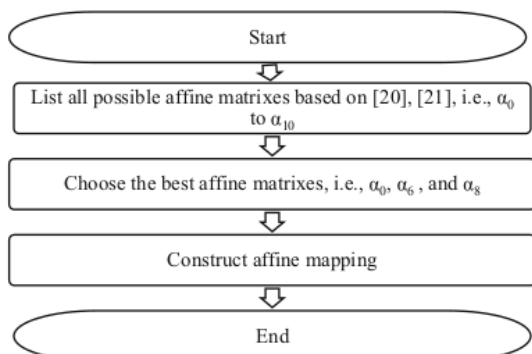 Start
List all possible affine matrixes based on [20], [21], i.e., α₀
to α₁₀
Choose the best affine matrixes, i.e., α₀, α₆ , and α₈
Construct affine mapping
End